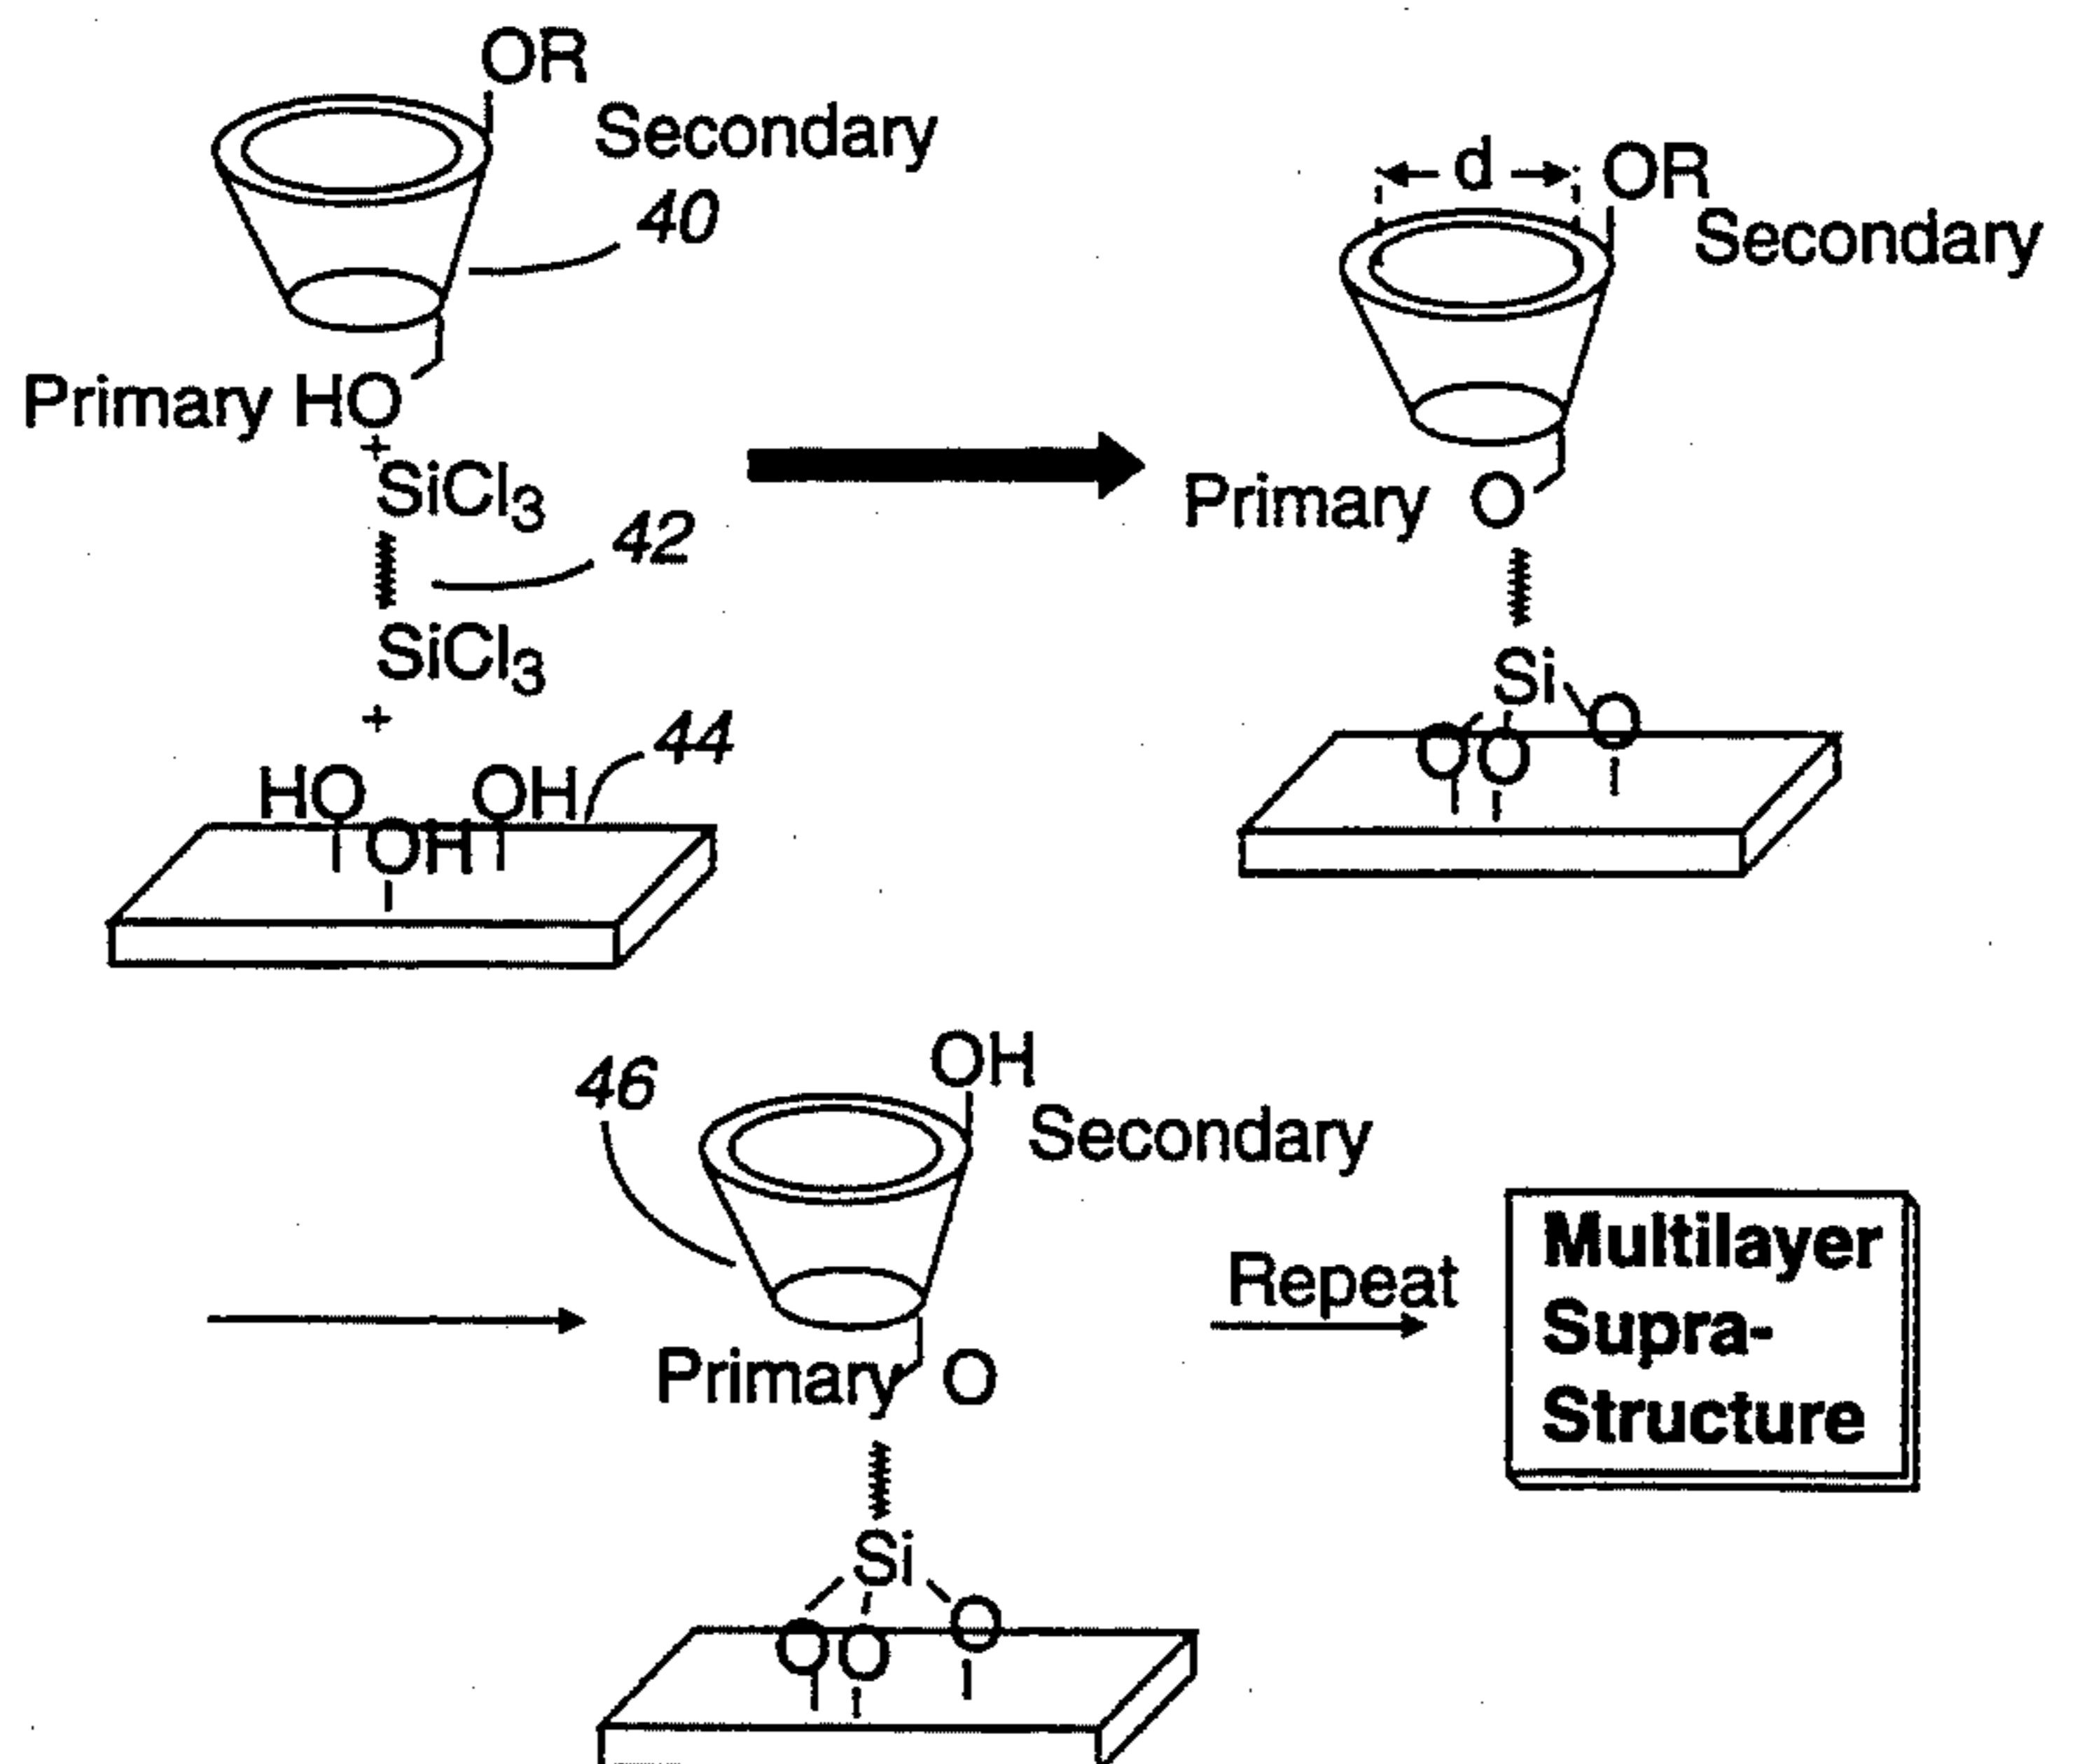 OR
Secondary
40
Primary HO
+
SiCl3
42
SiCl3
+
44
HO OH
OH
d
OR
Secondary
Primary O
Si
O O O
46
OH
Secondary
Primary O
Si
O O O
Repeat
Multilayer
Supra-
Structure